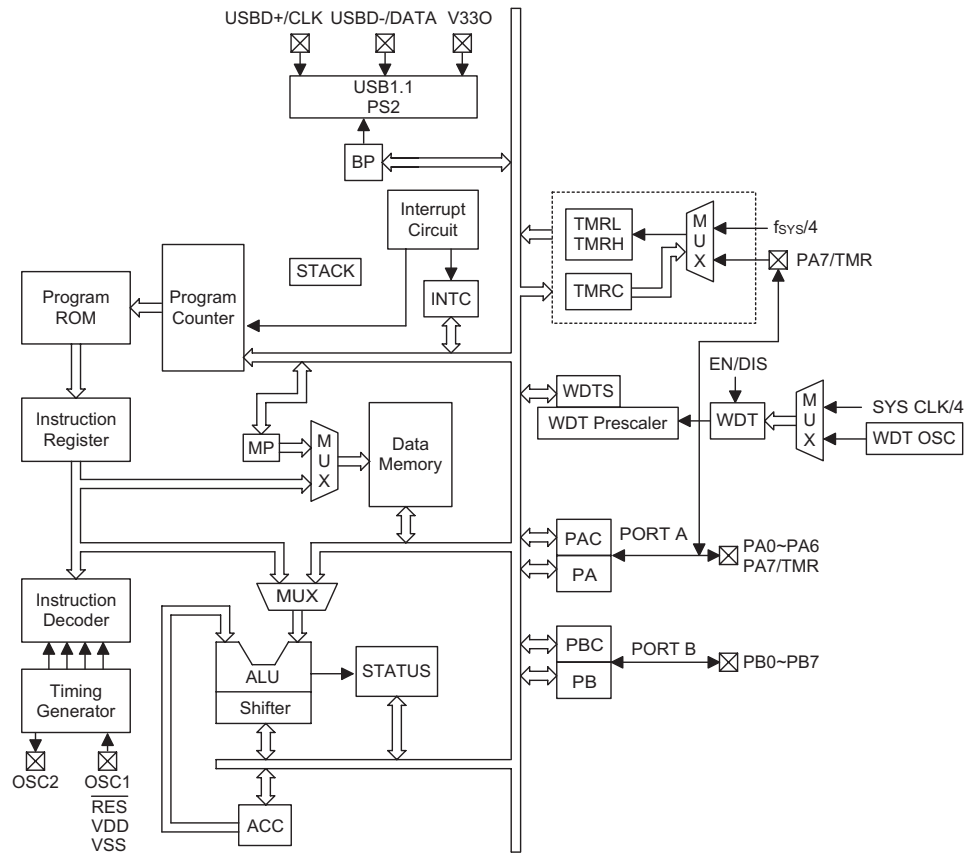 USBD+/CLK USBD-/DATA V33O
USB1.1
PS2
BP
Interrupt
Circuit
STACK
INTC
Program
ROM
Program
Counter
Instruction
Register
MP
MUX
Data
Memory
TMRL
TMRH
TMRC
MUX
fSYS/4
PA7/TMR
EN/DIS
WDTS
WDT Prescaler
WDT
MUX
SYS CLK/4
WDT OSC
PAC
PA
PORT A
PA0~PA6
PA7/TMR
MUX
Instruction
Decoder
ALU
Shifter
STATUS
PBC
PB
PORT B
PB0~PB7
Timing
Generator
OSC2
OSC1
RES
VDD
VSS
ACC